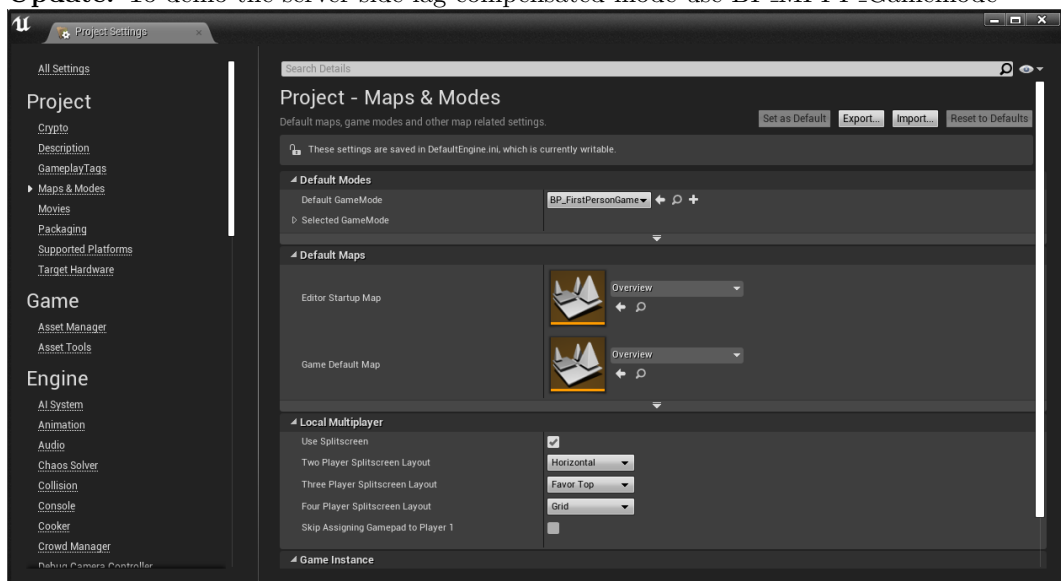 Update: To demo the server side lag compensated mode use BP_MPFPPGamemode
Project Settings
All Settings
Project
Crypto
Description
GameplayTags
Maps & Modes
Movies
Packaging
Supported Platforms
Target Hardware
Game
Asset Manager
Asset Tools
Engine
AI System
Animation
Audio
Chaos Solver
Collision
Console
Cooker
Crowd Manager
Debug Camera Controller
Search Details
Project - Maps & Modes
Default maps, game modes and other map related settings.
Set as Default Export... Import... Reset to Defaults
These settings are saved in DefaultEngine.ini, which is currently writable.
Default Modes
Default GameMode BP_FirstPersonGame
Selected GameMode
Default Maps
Editor Startup Map Overview
Game Default Map Overview
Local Multiplayer
Use Splitscreen
Two Player Splitscreen Layout Horizontal
Three Player Splitscreen Layout Favor Top
Four Player Splitscreen Layout Grid
Skip Assigning Gamepad to Player 1
Game Instance